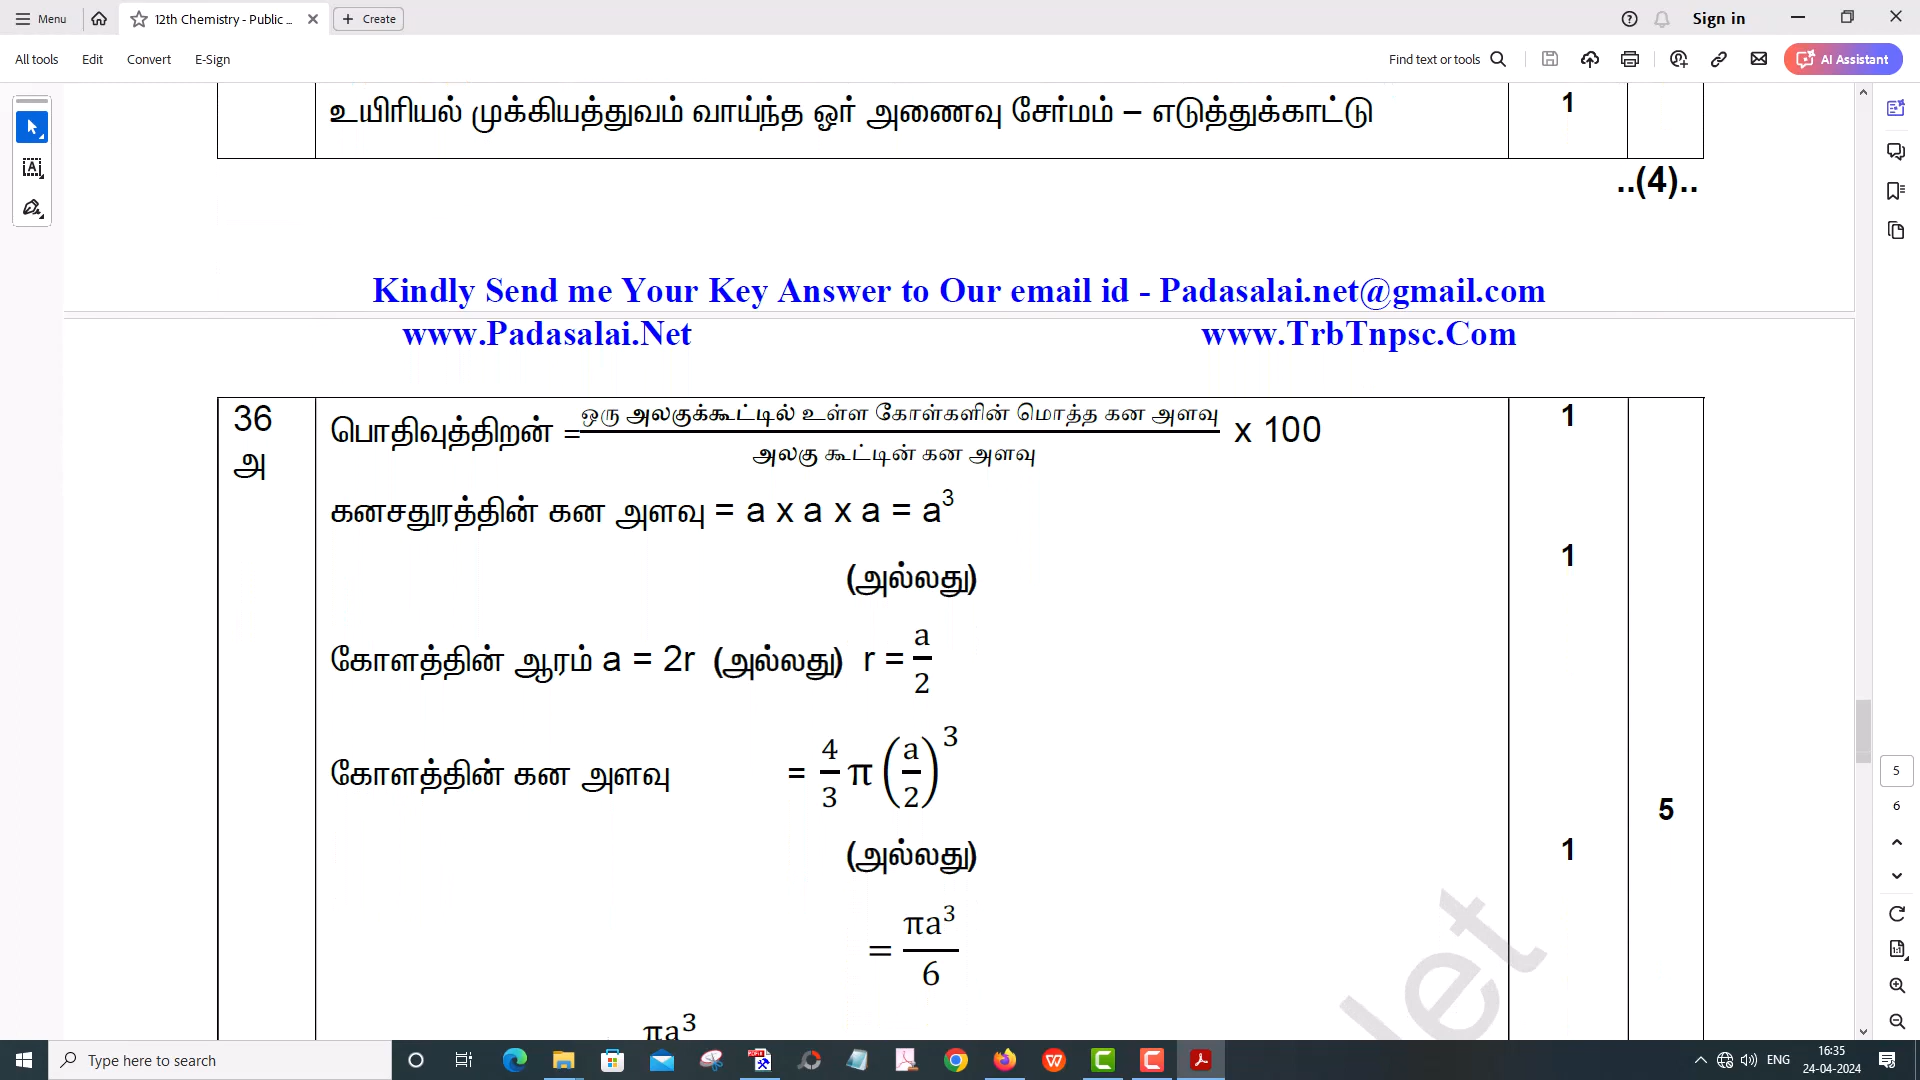 Menu
12th Chemistry - Public ...
Create
Sign in
All tools
Edit
Convert
E-Sign
Find text or tools
AI Assistant
உயிரியல் முக்கியத்துவம் வாய்ந்த ஓர் அணைவு சேர்மம் – எடுத்துக்காட்டு
1
..(4)..
Kindly Send me Your Key Answer to Our email id - Padasalai.net@gmail.com
www.Padasalai.Net www.TrbTnpsc.Com
36
அ
பொதிவுத்திறன் = ஒரு அலகுக்கூட்டில் உள்ள கோள்களின் மொத்த கன அளவு / அலகு கூட்டின் கன அளவு x 100
1
கனசதுரத்தின் கன அளவு = a x a x a = a³
1
(அல்லது)
கோளத்தின் ஆரம் a = 2r (அல்லது) r = a/2
கோளத்தின் கன அளவு = 4/3 π (a/2)³
5
(அல்லது)
1
= πa³/6
πa³
5
6
Type here to search
ENG
16:35
24-04-2024